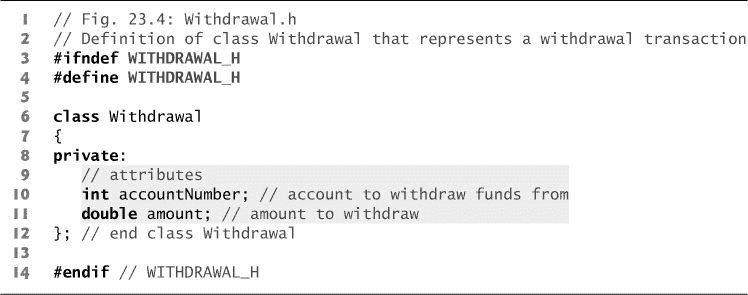 1 // Fig. 23.4: Withdrawal.h
2 // Definition of class Withdrawal that represents a withdrawal transaction
3 #ifndef WITHDRAWAL_H
4 #define WITHDRAWAL_H
5
6 class Withdrawal
7 {
8 private:
9 // attributes
10 int accountNumber; // account to withdraw funds from
11 double amount; // amount to withdraw
12 }; // end class Withdrawal
13
14 #endif // WITHDRAWAL_H